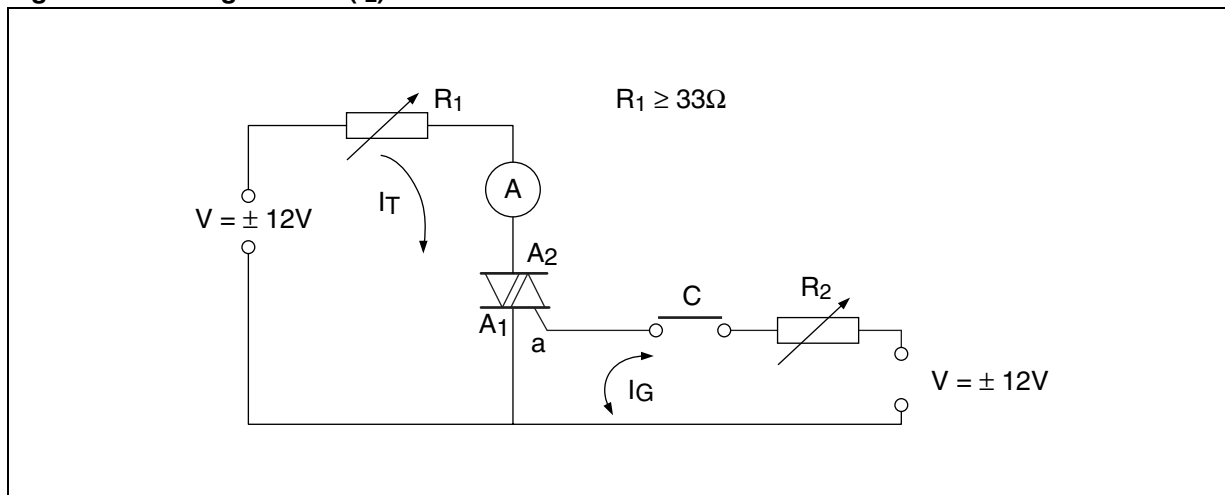 R1
R1 ≥ 33Ω
A
IT
V = ± 12V
A2
A1
a
C
R2
IG
V = ± 12V